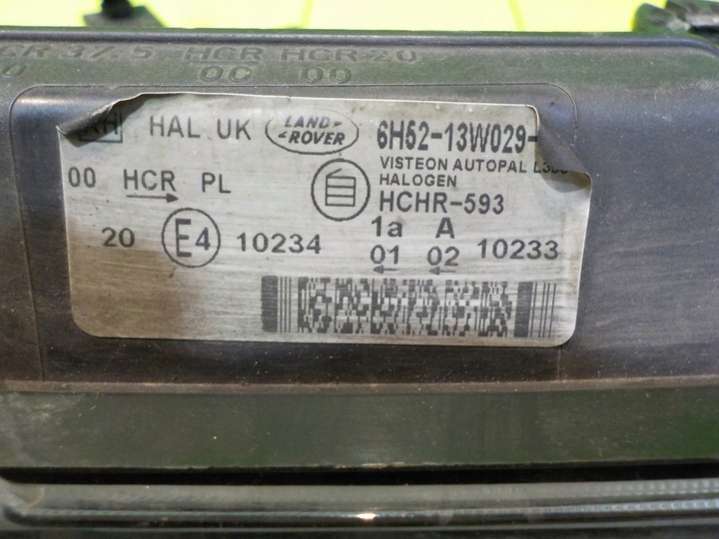 HCR HCR 20
0C 00
RH HAL UK LAND ROVER 6H52-13W029-
VISTEON AUTOPAL
00 HCR PL HALOGEN
HCHR-593
1a A
20 E4 10234 01 02 10233